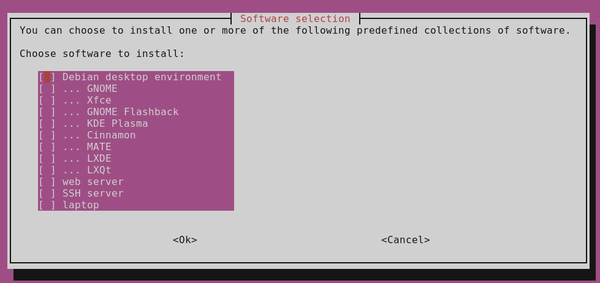 Software selection
You can choose to install one or more of the following predefined collections of software.
Choose software to install:
[ ] Debian desktop environment
[ ] ... GNOME
[ ] ... Xfce
[ ] ... GNOME Flashback
[ ] ... KDE Plasma
[ ] ... Cinnamon
[ ] ... MATE
[ ] ... LXDE
[ ] ... LXQt
[ ] web server
[ ] SSH server
[ ] laptop
<Ok> <Cancel>